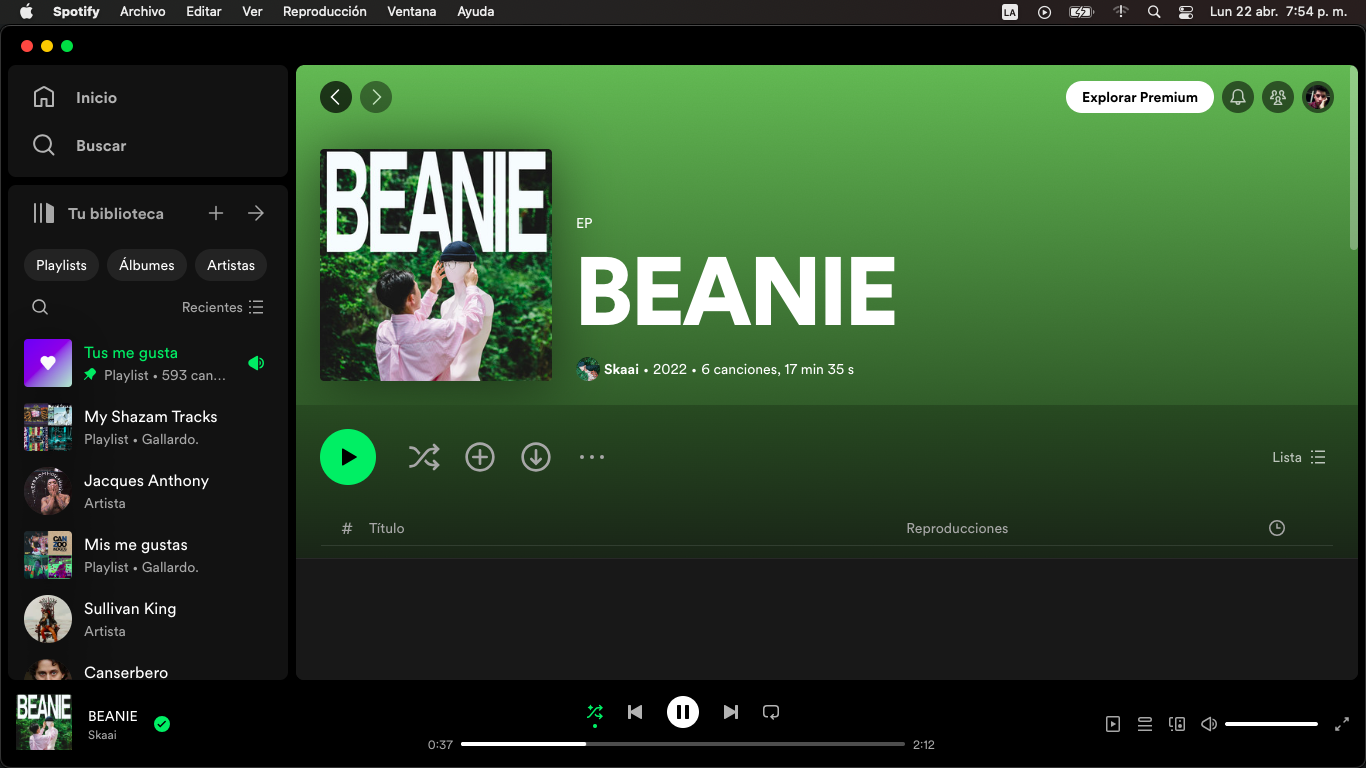 Spotify Archivo Editar Ver Reproducción Ventana Ayuda LA Lun 22 abr. 7:54 p. m.
Inicio
Buscar
Tu biblioteca
Playlists Álbumes Artistas
Recientes
Tus me gusta
Playlist • 593 can...
My Shazam Tracks
Playlist • Gallardo.
Jacques Anthony
Artista
Mis me gustas
Playlist • Gallardo.
Sullivan King
Artista
Canserbero
Explorar Premium
BEANIE
EP
BEANIE
Skaai • 2022 • 6 canciones, 17 min 35 s
Lista
# Título Reproducciones
BEANIE
BEANIE
Skaai
0:37 2:12